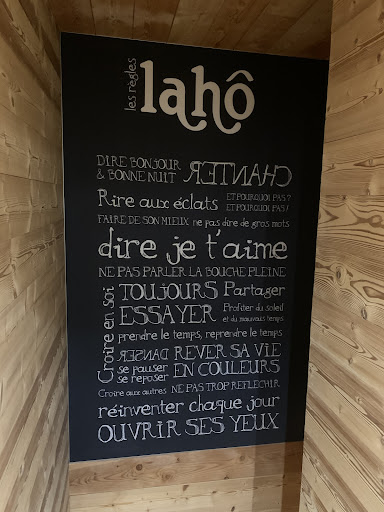 les règles
lahô
DIRE BONJOUR
& BONNE NUIT
CHANTER
Rire aux éclats
ET POURQUOI PAS ?
ET POURQUOI PAS !
FAIRE DE SON MIEUX ne pas dire de gros mots
dire je t'aime
NE PAS PARLER LA BOUCHE PLEINE
Croire en soi
TOUJOURS Partager
ESSAYER
Profiter du soleil
et du mauvais temps
prendre le temps, reprendre le temps
DANSER
REVER SA VIE
se pauser
se reposer
EN COULEURS
Croire aux autres NE PAS TROP REFLECHIR
réinventer chaque jour
OUVRIR SES YEUX